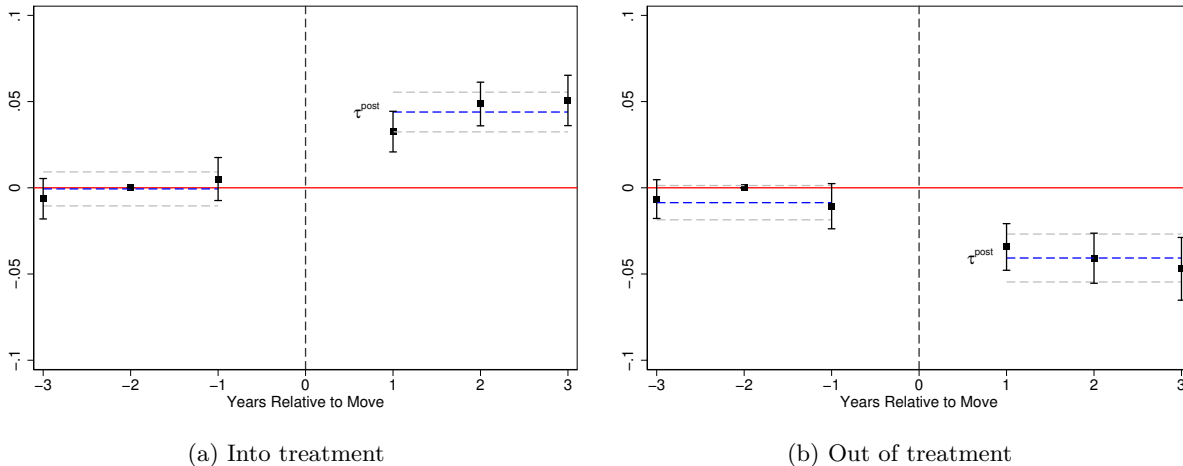 .1
.05
0
−.05
−.1
τpost
−3 −2 −1 0 1 2 3
Years Relative to Move
(a) Into treatment
.1
.05
0
−.05
−.1
τpost
−3 −2 −1 0 1 2 3
Years Relative to Move
(b) Out of treatment